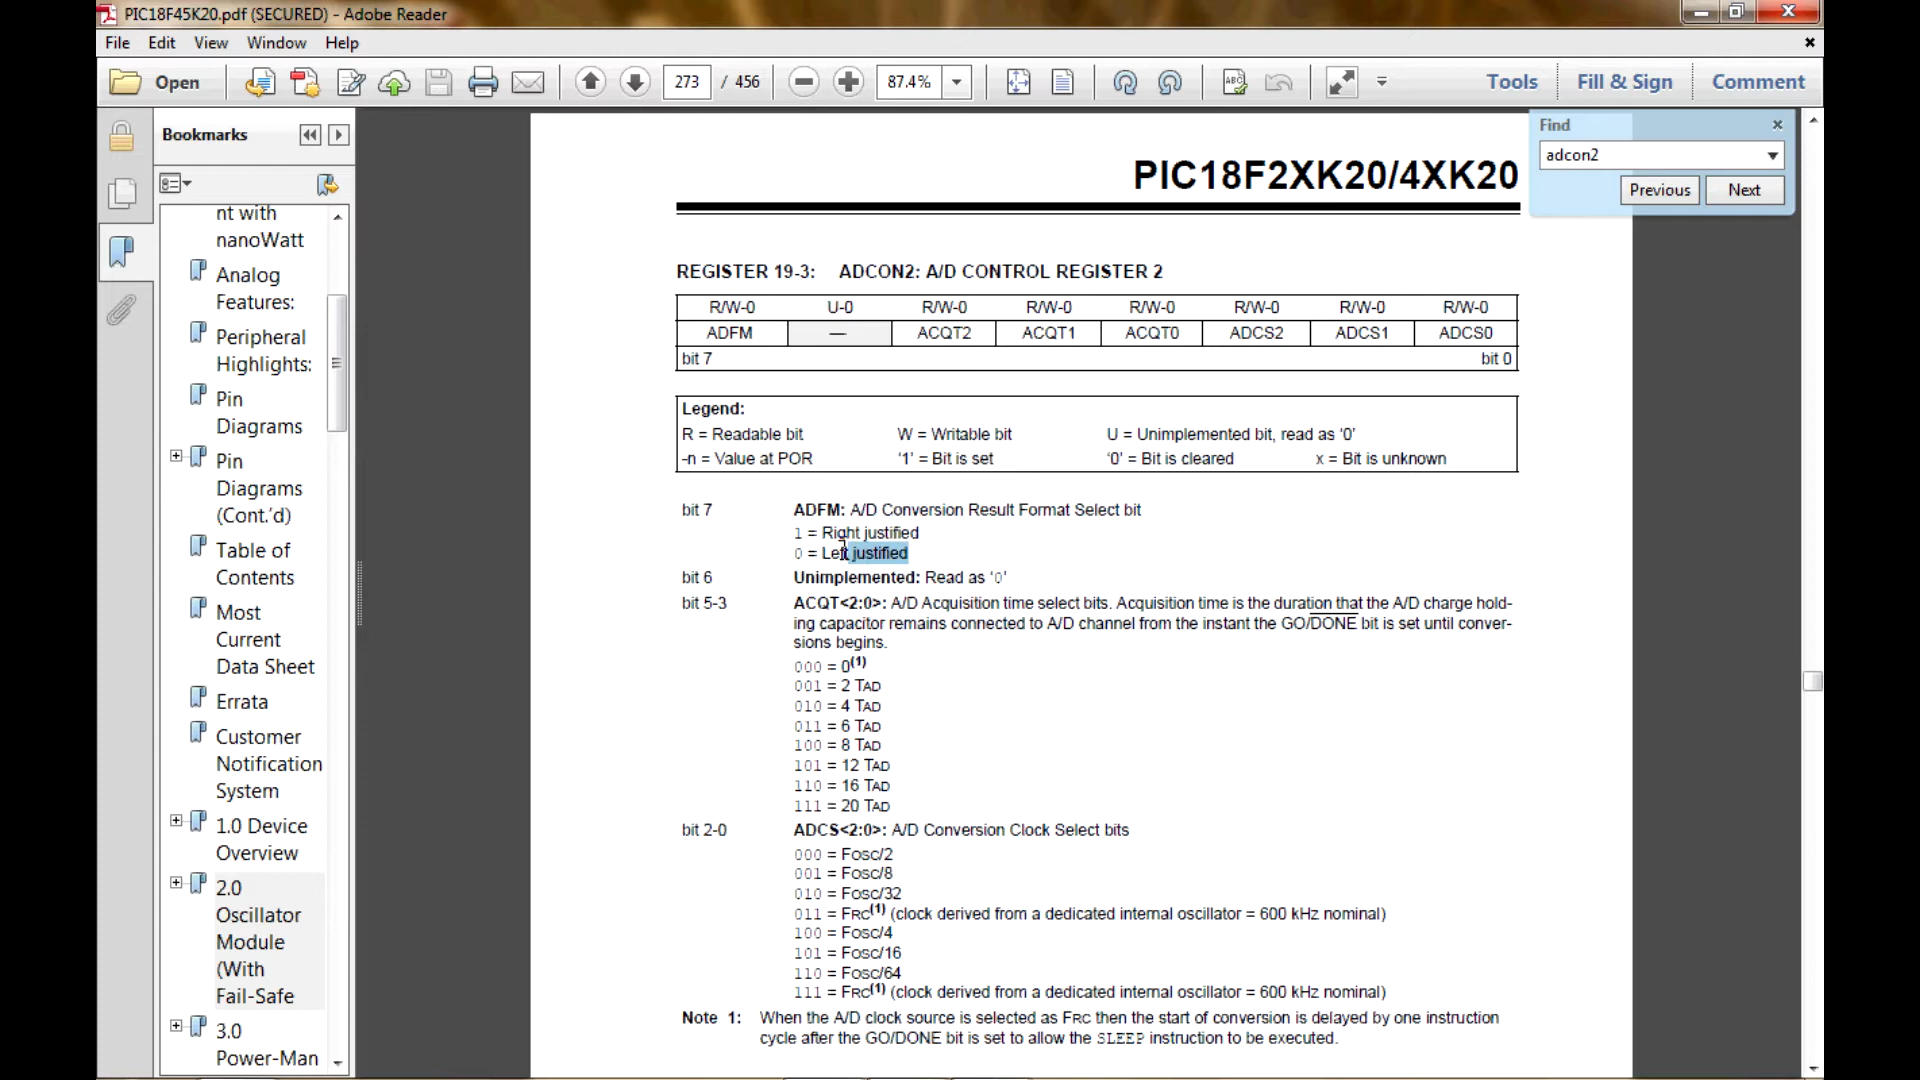 PIC18F45K20.pdf (SECURED) - Adobe Reader
File Edit View Window Help
Open 273 / 456 87.4% Tools Fill & Sign Comment
Bookmarks
nt with
nanoWatt
Analog
Features:
Peripheral
Highlights:
Pin
Diagrams
Pin
Diagrams
(Cont.'d)
Table of
Contents
Most
Current
Data Sheet
Errata
Customer
Notification
System
1.0 Device
Overview
2.0
Oscillator
Module
(With
Fail-Safe
3.0
Power-Man
Find
adcon2
Previous Next
PIC18F2XK20/4XK20
REGISTER 19-3: ADCON2: A/D CONTROL REGISTER 2
R/W-0 U-0 R/W-0 R/W-0 R/W-0 R/W-0 R/W-0 R/W-0
ADFM — ACQT2 ACQT1 ACQT0 ADCS2 ADCS1 ADCS0
bit 7 bit 0
Legend:
R = Readable bit W = Writable bit U = Unimplemented bit, read as ‘0’
-n = Value at POR ‘1’ = Bit is set ‘0’ = Bit is cleared x = Bit is unknown
bit 7 ADFM: A/D Conversion Result Format Select bit
1 = Right justified
0 = Left justified
bit 6 Unimplemented: Read as ‘0’
bit 5-3 ACQT<2:0>: A/D Acquisition time select bits. Acquisition time is the duration that the A/D charge hold-
ing capacitor remains connected to A/D channel from the instant the GO/DONE bit is set until conver-
sions begins.
000 = 0(1)
001 = 2 TAD
010 = 4 TAD
011 = 6 TAD
100 = 8 TAD
101 = 12 TAD
110 = 16 TAD
111 = 20 TAD
bit 2-0 ADCS<2:0>: A/D Conversion Clock Select bits
000 = FOSC/2
001 = FOSC/8
010 = FOSC/32
011 = FRC(1) (clock derived from a dedicated internal oscillator = 600 kHz nominal)
100 = FOSC/4
101 = FOSC/16
110 = FOSC/64
111 = FRC(1) (clock derived from a dedicated internal oscillator = 600 kHz nominal)
Note 1: When the A/D clock source is selected as FRC then the start of conversion is delayed by one instruction
cycle after the GO/DONE bit is set to allow the SLEEP instruction to be executed.